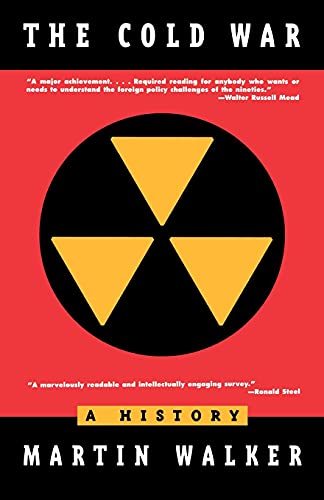 THE COLD WAR
"A major achievement. . . . Required reading for anybody who wants or
needs to understand the foreign policy challenges of the nineties."
—Walter Russell Mead
"A marvelously readable and intellectually engaging survey."
—Ronald Steel
A HISTORY
MARTIN WALKER